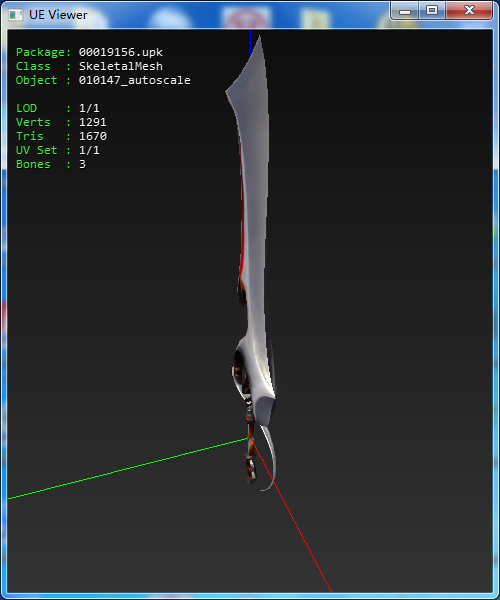 UE Viewer
Package: 00019156.upk
Class : SkeletalMesh
Object : 010147_autoscale
LOD : 1/1
Verts : 1291
Tris : 1670
UV Set : 1/1
Bones : 3